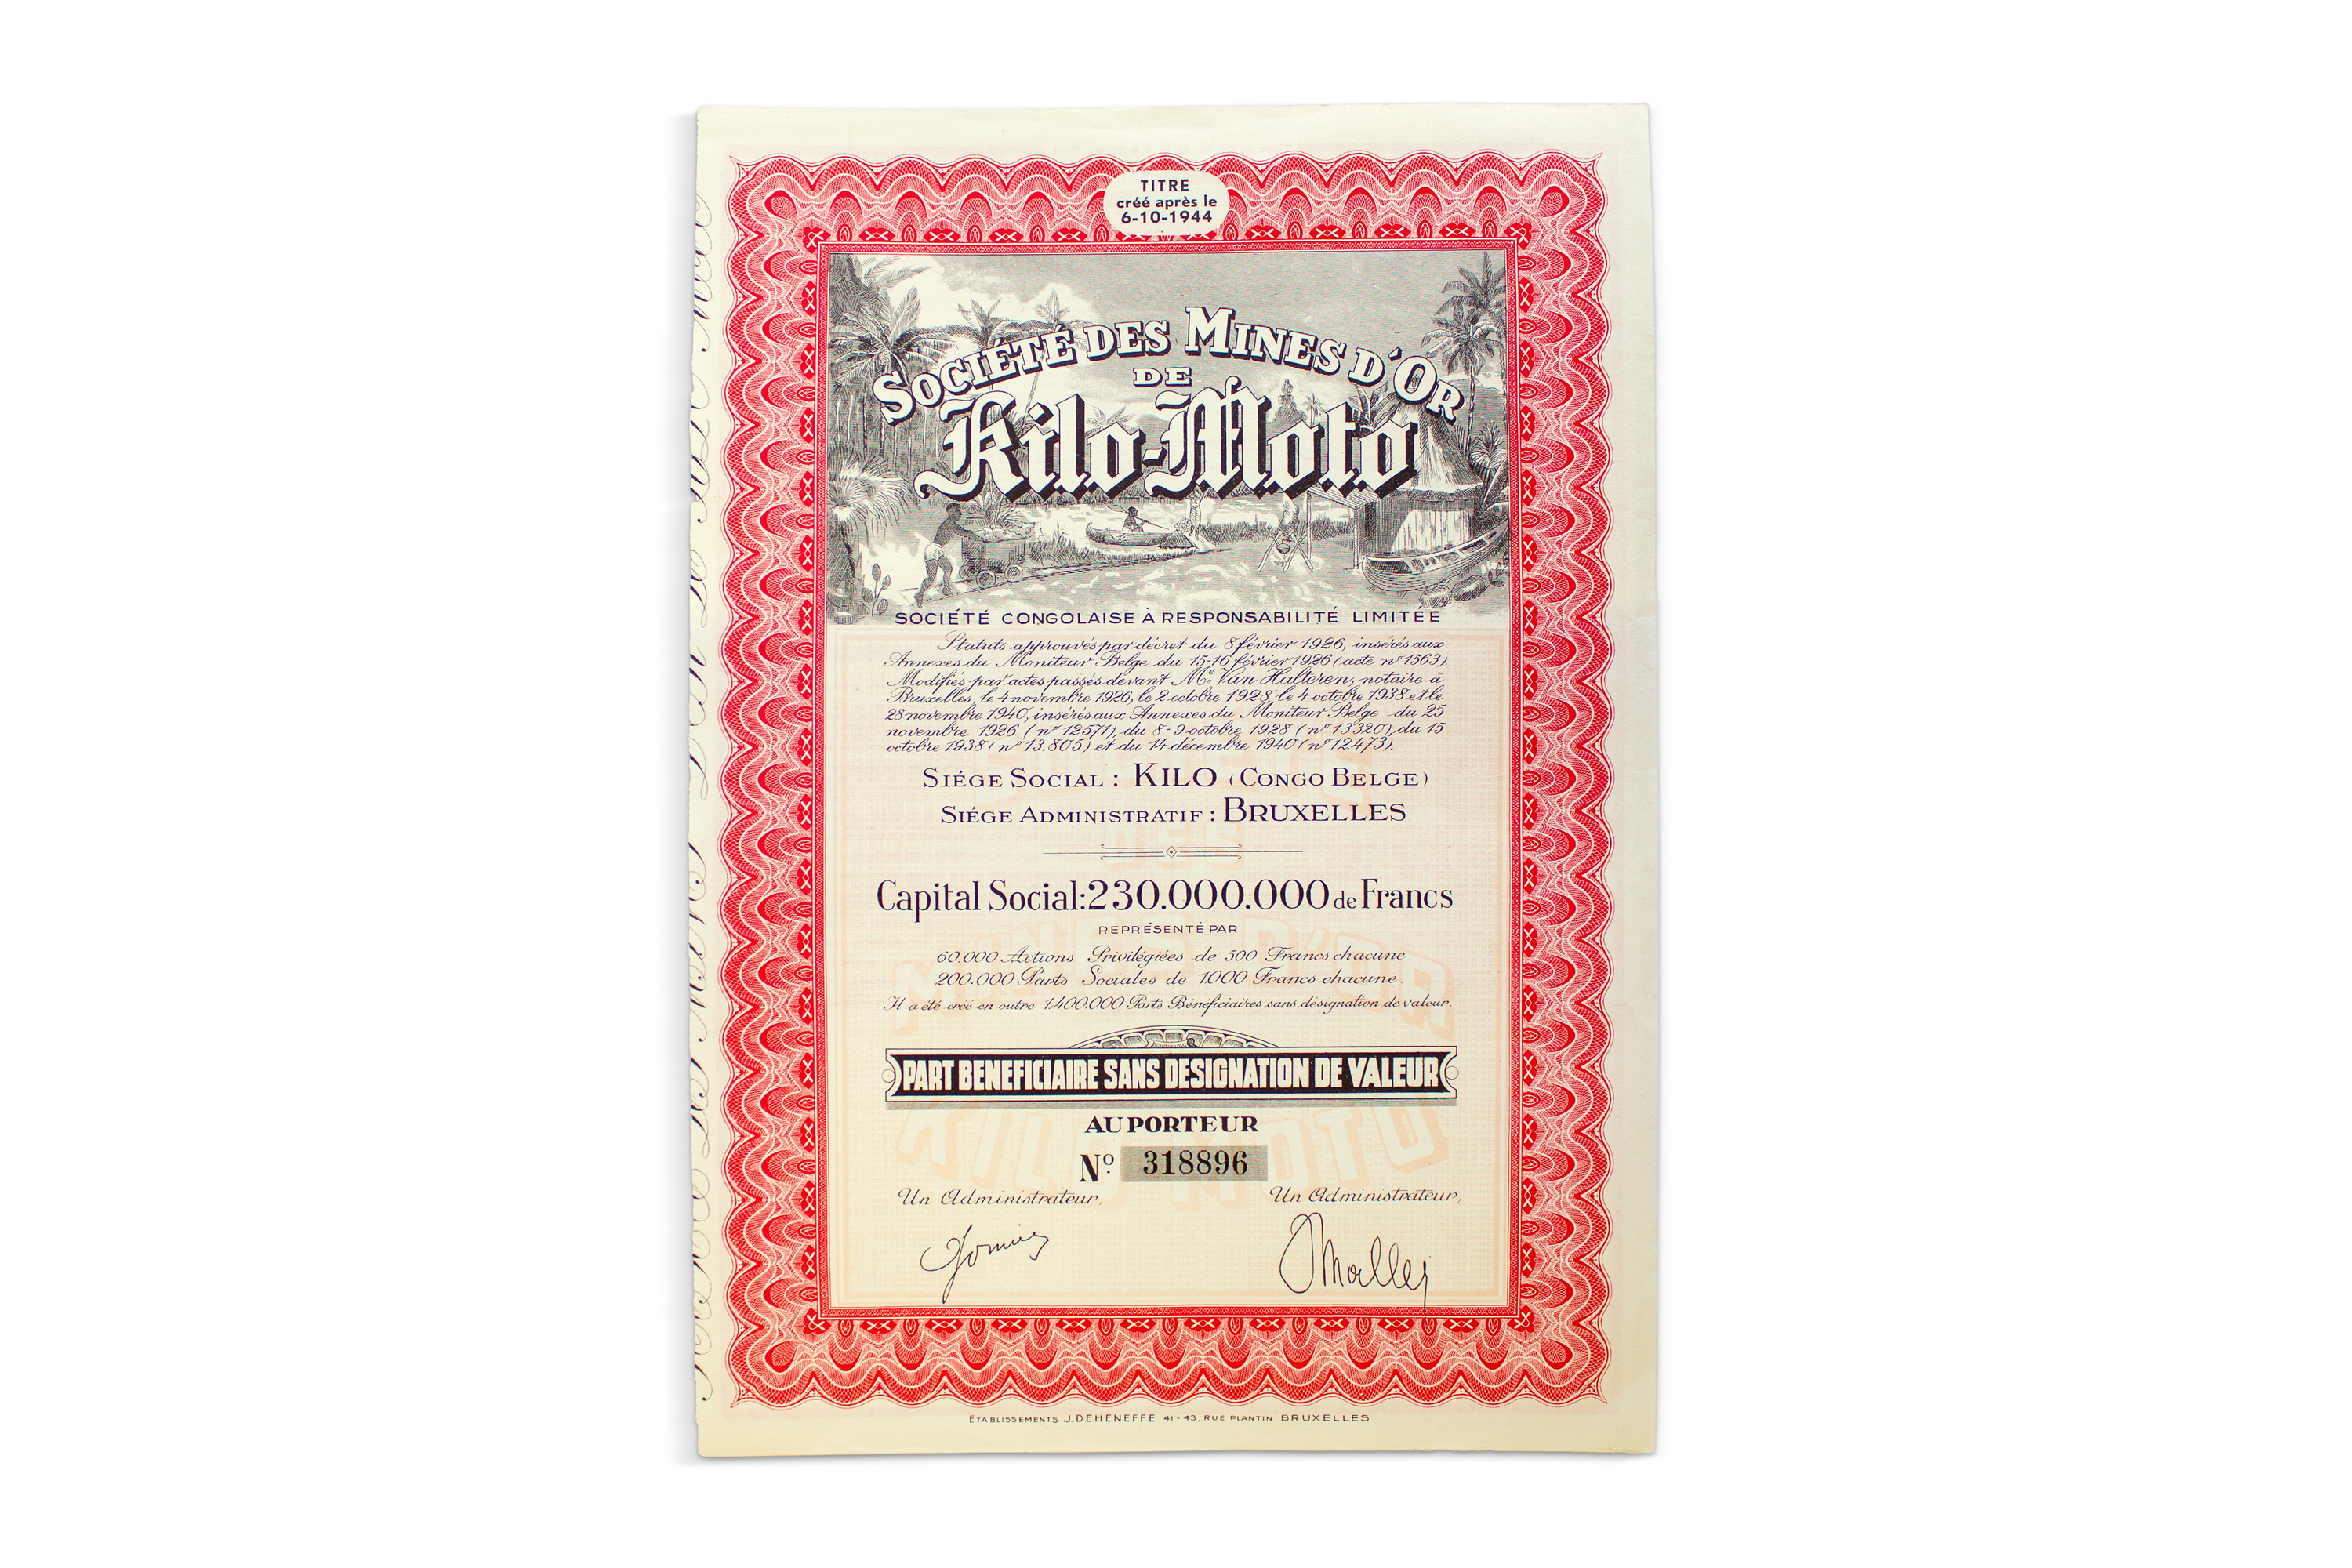 TITRE
créé après le
6-10-1944
SOCIÉTÉ DES MINES D'OR
DE
Kilo-Moto
SOCIÉTÉ CONGOLAISE À RESPONSABILITÉ LIMITÉE
Statuts approuvés par décret du 8 février 1926, insérés aux
Annexes du Moniteur Belge du 15-16 février 1926 (acte n° 1563)
Modifiés par actes passés devant Me. Van Halteren, notaire à
Bruxelles, le 4 novembre 1926, le 2 octobre 1928, le 4 octobre 1938 et le
28 novembre 1940, insérés aux Annexes du Moniteur Belge du 25
novembre 1926 (n° 12571), du 8-9 octobre 1928 (n° 13320), du 15
octobre 1938 (n° 13.805) et du 14 décembre 1940 (n° 12473).
SIÉGE SOCIAL : KILO (CONGO BELGE)
SIÉGE ADMINISTRATIF : BRUXELLES
Capital Social: 230.000.000 de Francs
REPRÉSENTÉ PAR
60.000 Actions Privilégiées de 500 Francs chacune
200.000 Parts Sociales de 1.000 Francs chacune.
Il a été créé en outre 1.400.000 Parts Bénéficiaires sans désignation de valeur.
PART BENEFICIAIRE SANS DESIGNATION DE VALEUR
AU PORTEUR
No. 318896
Un Administrateur,
Un Administrateur,
ETABLISSEMENTS J. DEHENEFFE 41-43, RUE PLANTIN BRUXELLES